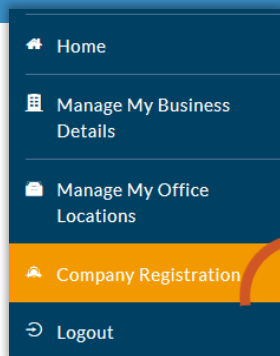 Home
Manage My Business
Details
Manage My Office
Locations
Company Registration
Logout